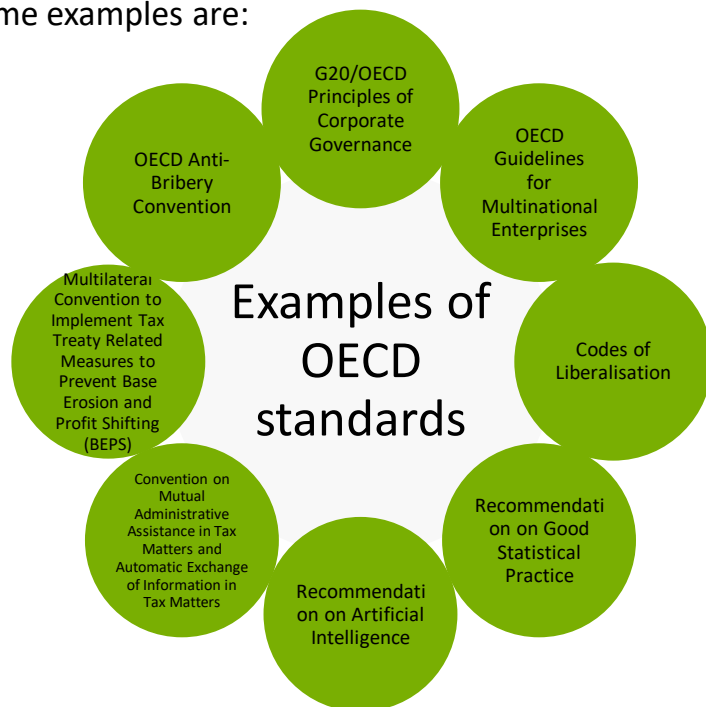 me examples are:
G20/OECD
Principles of
Corporate
Governance
OECD
Guidelines
for
Multinational
Enterprises
Codes of
Liberalisation
Recommendati
on on Good
Statistical
Practice
Recommendati
on on Artificial
Intelligence
Convention on
Mutual
Administrative
Assistance in Tax
Matters and
Automatic Exchange
of Information in
Tax Matters
Multilateral
Convention to
Implement Tax
Treaty Related
Measures to
Prevent Base
Erosion and
Profit Shifting
(BEPS)
OECD Anti-
Bribery
Convention
Examples of
OECD
standards